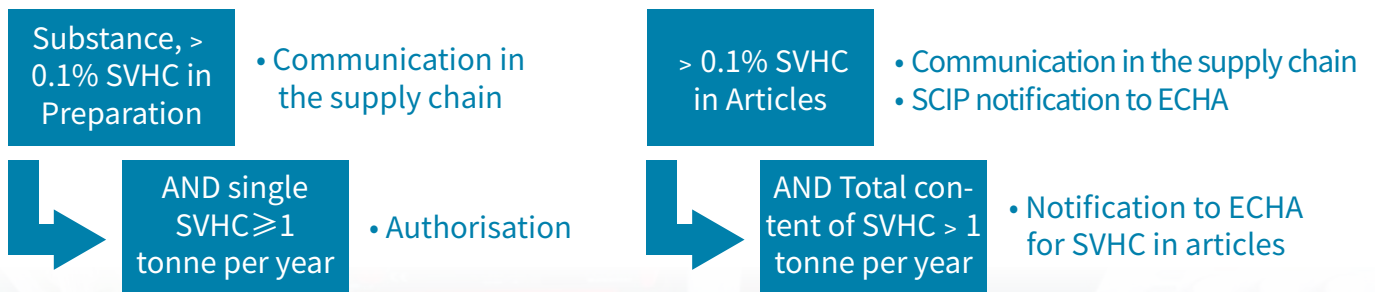 Substance, >
0.1% SVHC in
Preparation
• Communication in
the supply chain
AND single
SVHC≥1
tonne per year
• Authorisation
> 0.1% SVHC
in Articles
• Communication in the supply chain
• SCIP notification to ECHA
AND Total con-
tent of SVHC > 1
tonne per year
• Notification to ECHA
for SVHC in articles